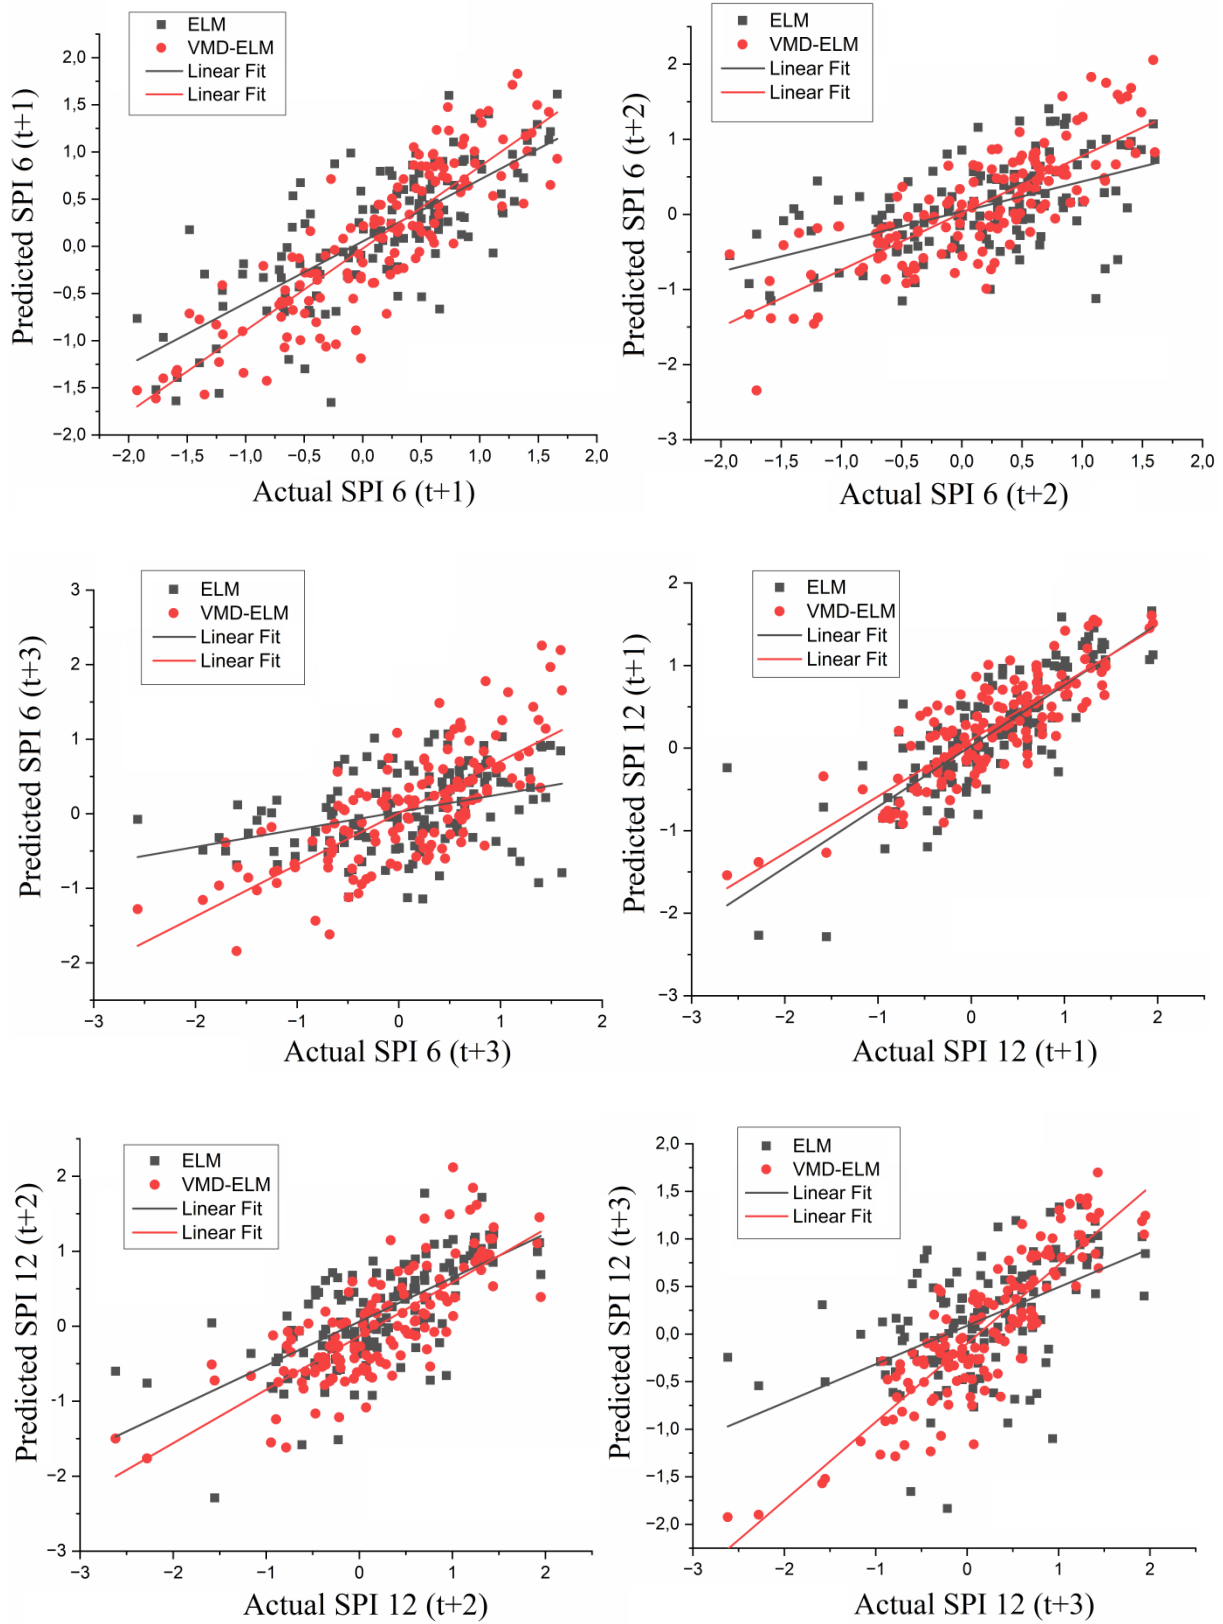 ELM
VMD-ELM
Linear Fit
Linear Fit
2,0
1,5
1,0
0,5
0,0
−0,5
−1,0
−1,5
−2,0
−2,0 −1,5 −1,0 −0,5 0,0 0,5 1,0 1,5 2,0
Predicted SPI 6 (t+1)
Actual SPI 6 (t+1)
ELM
VMD-ELM
Linear Fit
Linear Fit
2
1
0
−1
−2
−3
−2,0 −1,5 −1,0 −0,5 0,0 0,5 1,0 1,5 2,0
Predicted SPI 6 (t+2)
Actual SPI 6 (t+2)
ELM
VMD-ELM
Linear Fit
Linear Fit
3
2
1
0
−1
−2
−3 −2 −1 0 1 2
Predicted SPI 6 (t+3)
Actual SPI 6 (t+3)
ELM
VMD-ELM
Linear Fit
Linear Fit
2
1
0
−1
−2
−3
−3 −2 −1 0 1 2
Predicted SPI 12 (t+1)
Actual SPI 12 (t+1)
ELM
VMD-ELM
Linear Fit
Linear Fit
2
1
0
−1
−2
−3
−3 −2 −1 0 1 2
Predicted SPI 12 (t+2)
Actual SPI 12 (t+2)
ELM
VMD-ELM
Linear Fit
Linear Fit
2,0
1,5
1,0
0,5
0,0
−0,5
−1,0
−1,5
−2,0
−3 −2 −1 0 1 2
Predicted SPI 12 (t+3)
Actual SPI 12 (t+3)